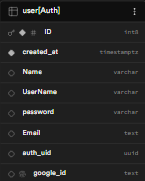 user[Auth]
ID int8
created_at timestamptz
Name varchar
UserName varchar
password varchar
Email text
auth_uid uuid
google_id text